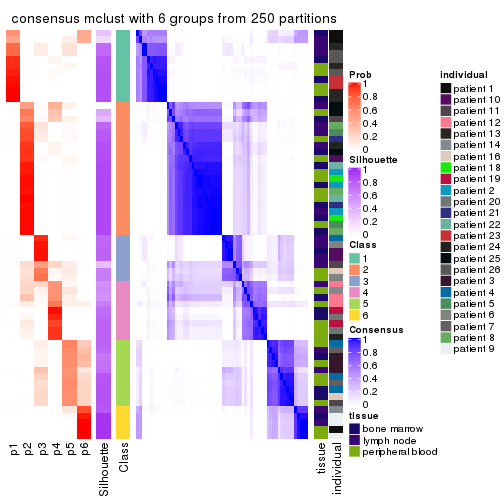 consensus mclust with 6 groups from 250 partitions
p1
p2
p3
p4
p5
p6
Silhouette
Class
tissue
individual
Prob
1
0.8
0.6
0.4
0.2
0
Silhouette
1
0.8
0.6
0.4
0.2
0
Class
1
2
3
4
5
6
Consensus
1
0.8
0.6
0.4
0.2
0
tissue
bone marrow
lymph node
peripheral blood
individual
patient 1
patient 10
patient 11
patient 12
patient 13
patient 14
patient 16
patient 18
patient 19
patient 2
patient 20
patient 21
patient 22
patient 23
patient 24
patient 25
patient 26
patient 3
patient 4
patient 5
patient 6
patient 7
patient 8
patient 9